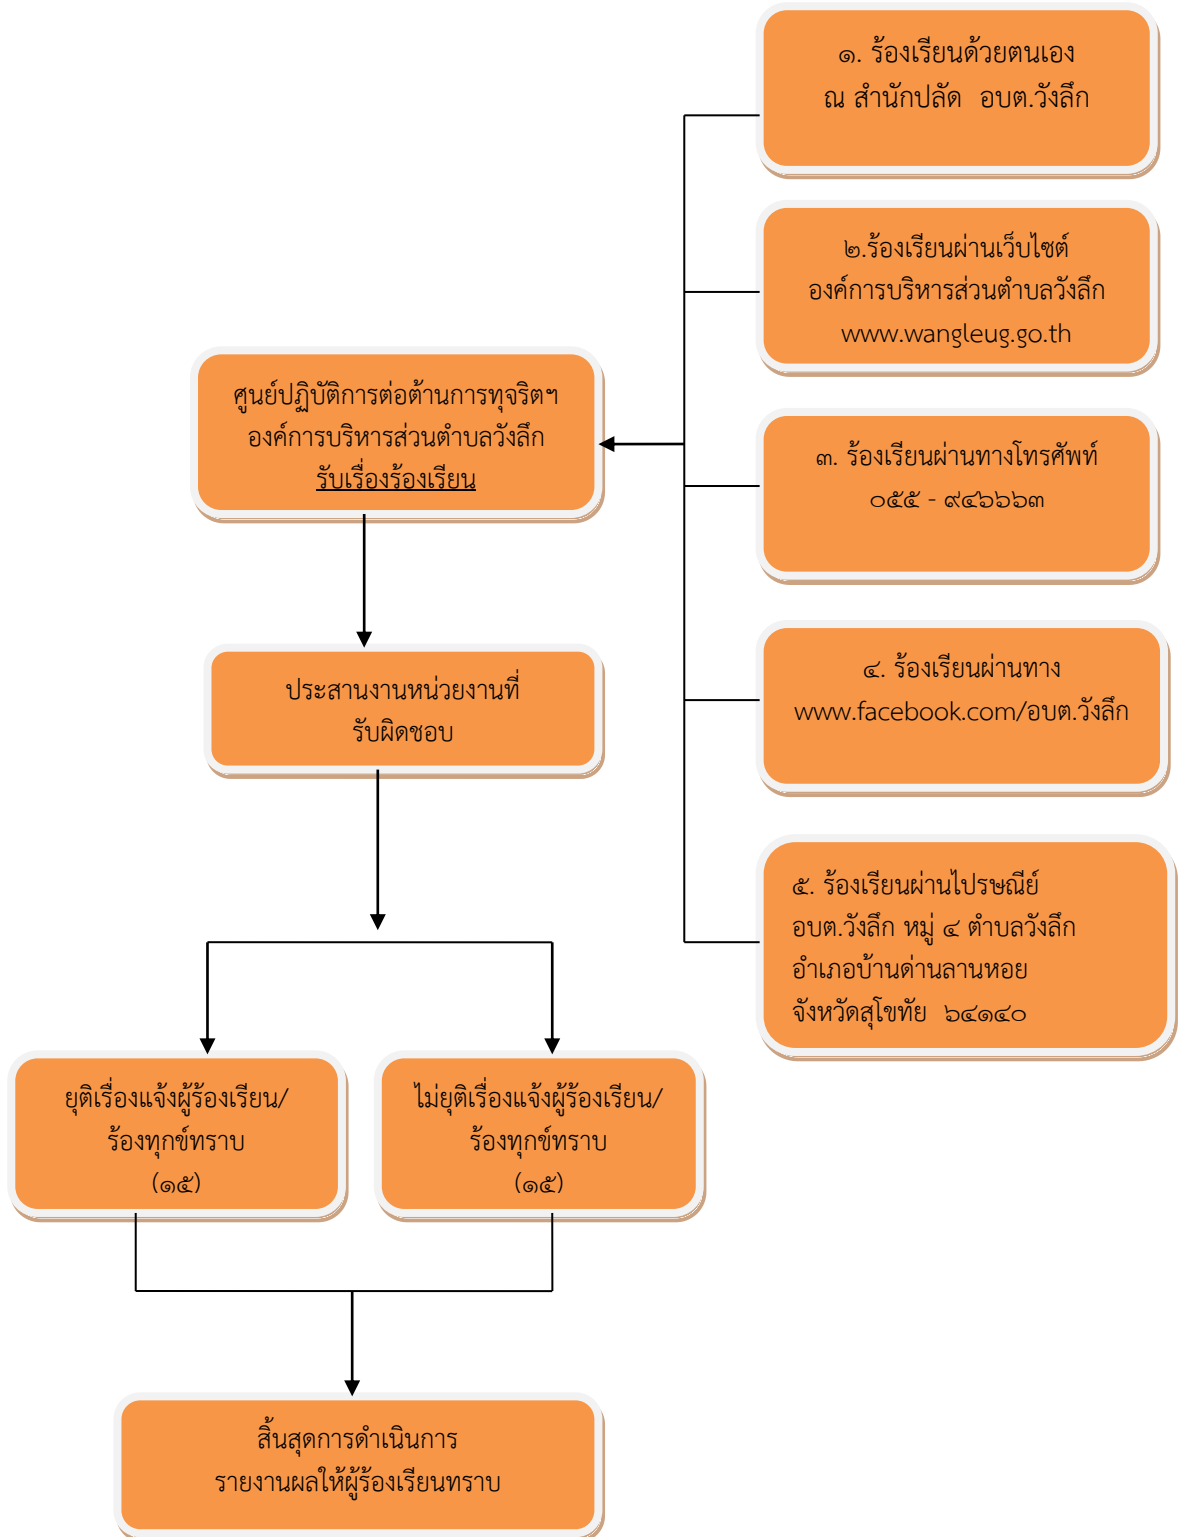 ๑. ร้องเรียนด้วยตนเอง
ณ สำนักปลัด อบต.วังลึก
๒.ร้องเรียนผ่านเว็บไซต์
องค์การบริหารส่วนตำบลวังลึก
www.wangleug.go.th
ศูนย์ปฏิบัติการต่อต้านการทุจริตฯ
องค์การบริหารส่วนตำบลวังลึก
รับเรื่องร้องเรียน
๓. ร้องเรียนผ่านทางโทรศัพท์
๐๕๕ - ๙๔๖๖๖๓
ประสานงานหน่วยงานที่
รับผิดชอบ
๔. ร้องเรียนผ่านทาง
www.facebook.com/อบต.วังลึก
๕. ร้องเรียนผ่านไปรษณีย์
อบต.วังลึก หมู่ ๔ ตำบลวังลึก
อำเภอบ้านด่านลานหอย
จังหวัดสุโขทัย ๖๔๑๔๐
ยุติเรื่องแจ้งผู้ร้องเรียน/
ร้องทุกข์ทราบ
(๑๕)
ไม่ยุติเรื่องแจ้งผู้ร้องเรียน/
ร้องทุกข์ทราบ
(๑๕)
สิ้นสุดการดำเนินการ
รายงานผลให้ผู้ร้องเรียนทราบ